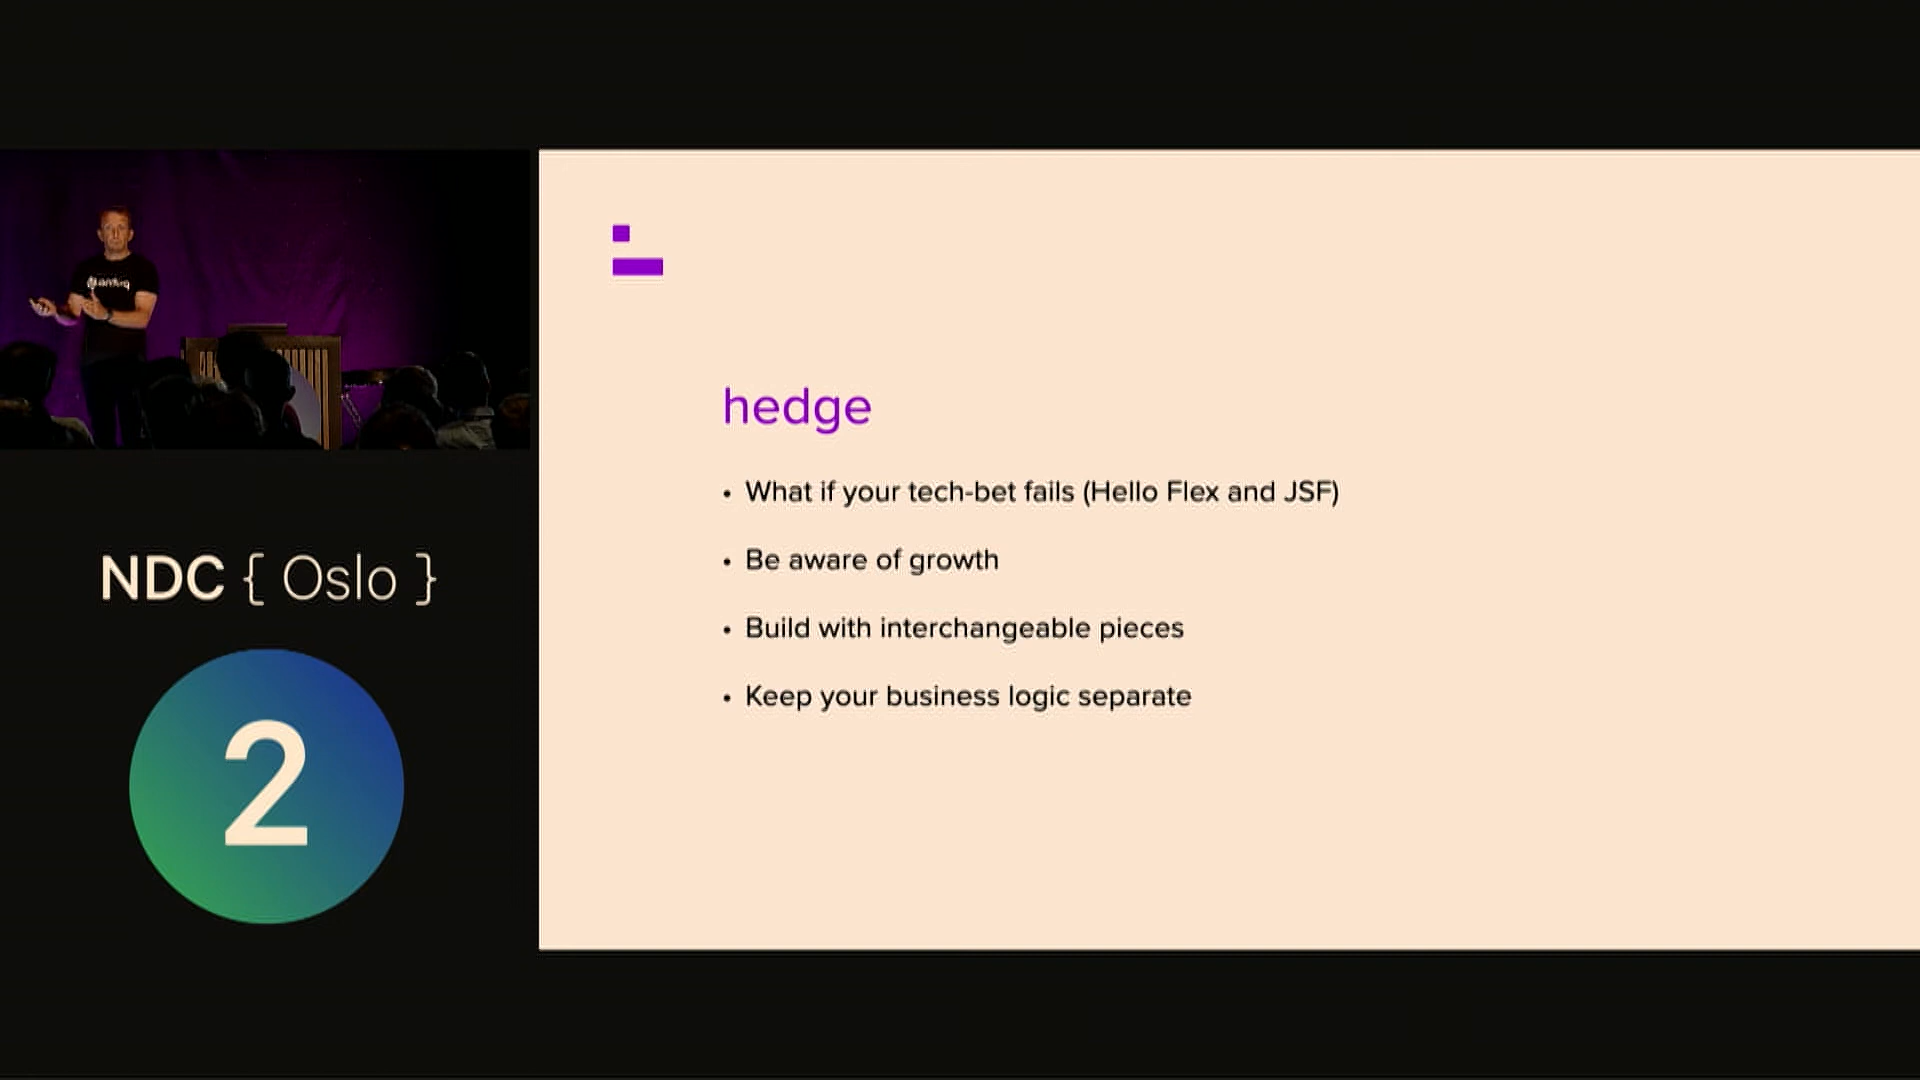 NDC { Oslo }
2
hedge
• What if your tech-bet fails (Hello Flex and JSF)
• Be aware of growth
• Build with interchangeable pieces
• Keep your business logic separate